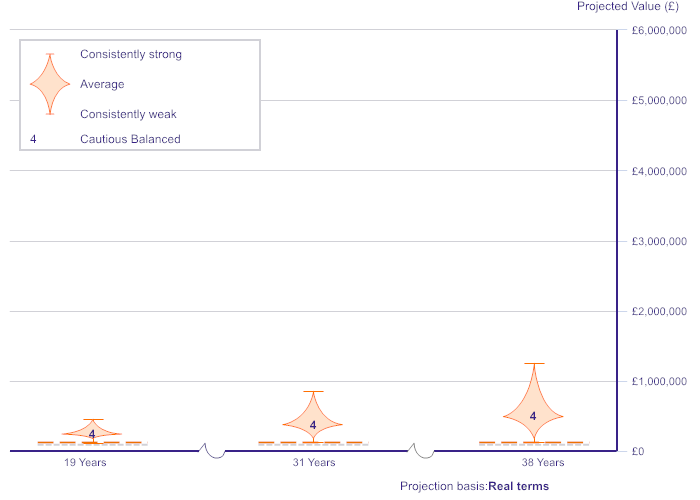 Projected Value (£)
£6,000,000
Consistently strong
Average
Consistently weak
4 Cautious Balanced
£5,000,000
£4,000,000
£3,000,000
£2,000,000
£1,000,000
4
4
4
£0
19 Years
31 Years
38 Years
Projection basis:Real terms